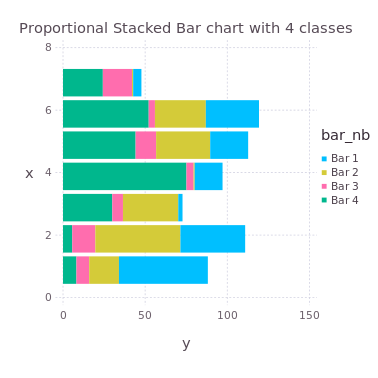 Proportional Stacked Bar chart with 4 classes
8
6
x
4
2
0
0 50 100 150
y
bar_nb
Bar 1
Bar 2
Bar 3
Bar 4